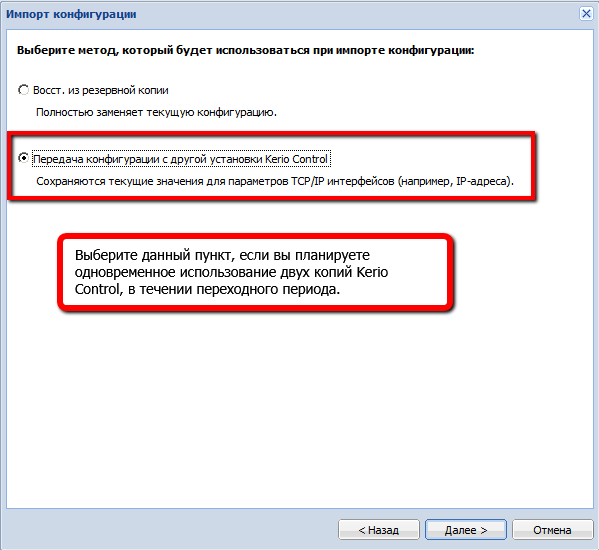 Импорт конфигурации
Выберите метод, который будет использоваться при импорте конфигурации:
Восст. из резервной копии
Полностью заменяет текущую конфигурацию.
Передача конфигурации с другой установки Kerio Control
Сохраняются текущие значения для параметров TCP/IP интерфейсов (например, IP-адреса).
Выберите данный пункт, если вы планируете
одновременное использование двух копий Kerio
Control, в течении переходного периода.
< Назад
Далее >
Отмена